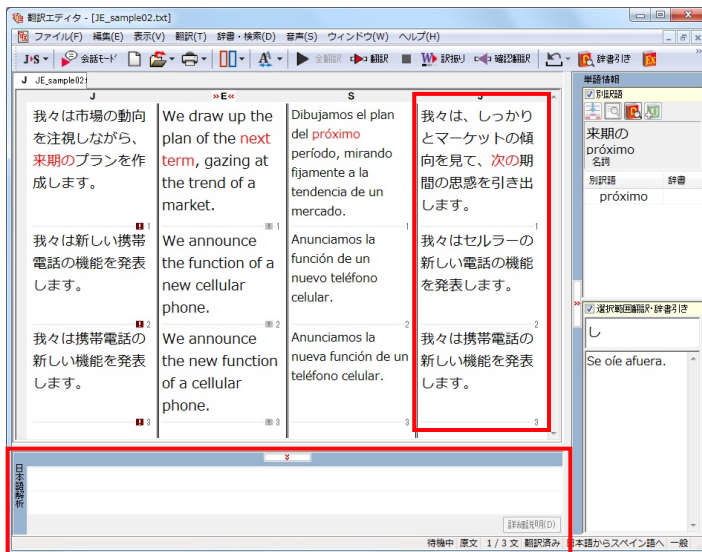 翻訳エディタ - [JE_sample02.txt]
ファイル(F) 編集(E) 表示(V) 翻訳(T) 辞書・検索(D) 音声(S) ウィンドウ(W) ヘルプ(H)
J▸S 会話モード 全翻訳 翻訳 訳振り 確認翻訳 辞書引き
J JE_sample02
J
»E«
S
J
我々は市場の動向
を注視しながら、
来期のプランを作
成します。
1
We draw up the
plan of the next
term, gazing at
the trend of a
market.
1
Dibujamos el plan
del próximo
período, mirando
fijamente a la
tendencia de un
mercado.
1
我々は、しっかり
とマーケットの傾
向を見て、次の期
間の思惑を引き出
します。
1
我々は新しい携帯
電話の機能を発表
します。
2
We announce
the function of a
new cellular
phone.
2
Anunciamos la
función de un
nuevo teléfono
celular.
2
我々はセルラーの
新しい電話の機能
を発表します。
2
我々は携帯電話の
新しい機能を発表
します。
3
We announce
the new function
of a cellular
phone.
3
Anunciamos la
nueva función de un
teléfono celular.
3
我々は携帯電話の
新しい機能を発表
します。
3
単語情報
別訳語
来期の
próximo
名詞
別訳語 辞書
próximo
選択範囲翻訳・辞書引き
し
Se oíe afuera.
日本語解析
詳細説明(D)
待機中 原文 1 / 3 文 翻訳済み 日本語からスペイン語へ 一般